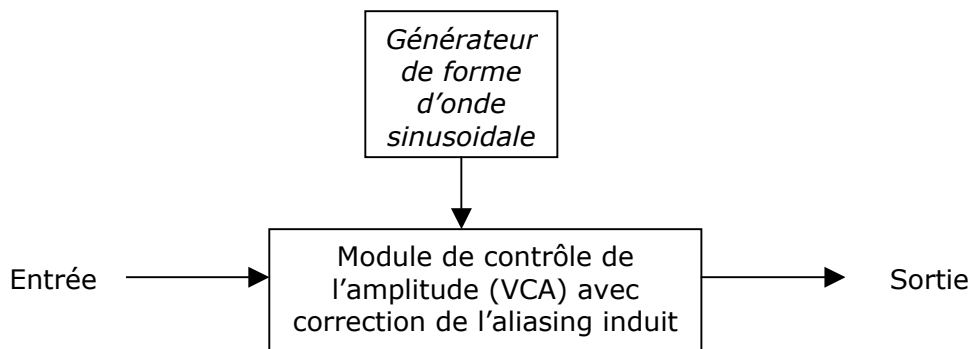 Générateur
de forme
d'onde
sinusoidale
Entrée
Module de contrôle de
l'amplitude (VCA) avec
correction de l'aliasing induit
Sortie